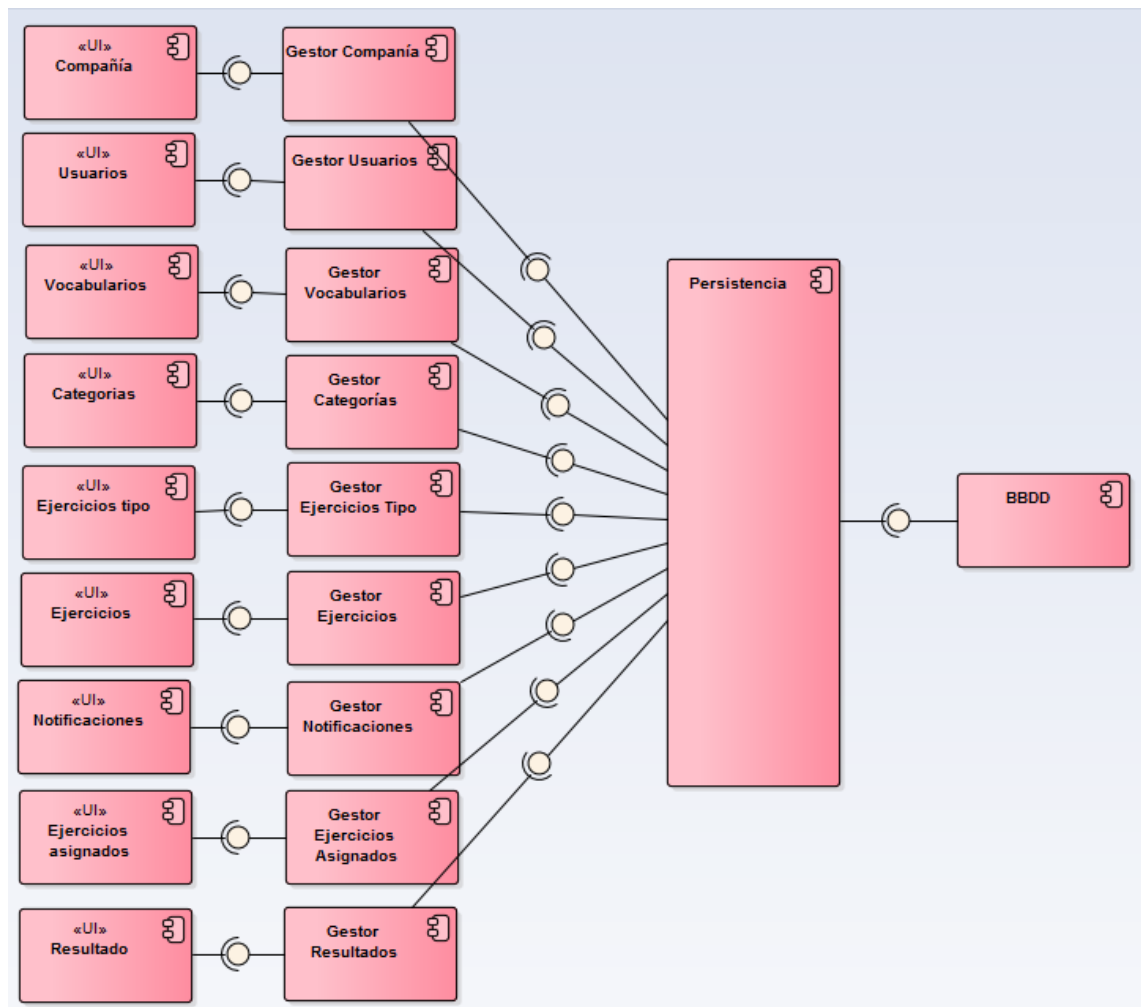 «UI»
Compañía
Gestor Companía
«UI»
Usuarios
Gestor Usuarios
«UI»
Vocabularios
Gestor
Vocabularios
«UI»
Categorias
Gestor
Categorías
«UI»
Ejercicios tipo
Gestor
Ejercicios Tipo
«UI»
Ejercicios
Gestor
Ejercicios
«UI»
Notificaciones
Gestor
Notificaciones
«UI»
Ejercicios
asignados
Gestor
Ejercicios
Asignados
«UI»
Resultado
Gestor
Resultados
Persistencia
BBDD